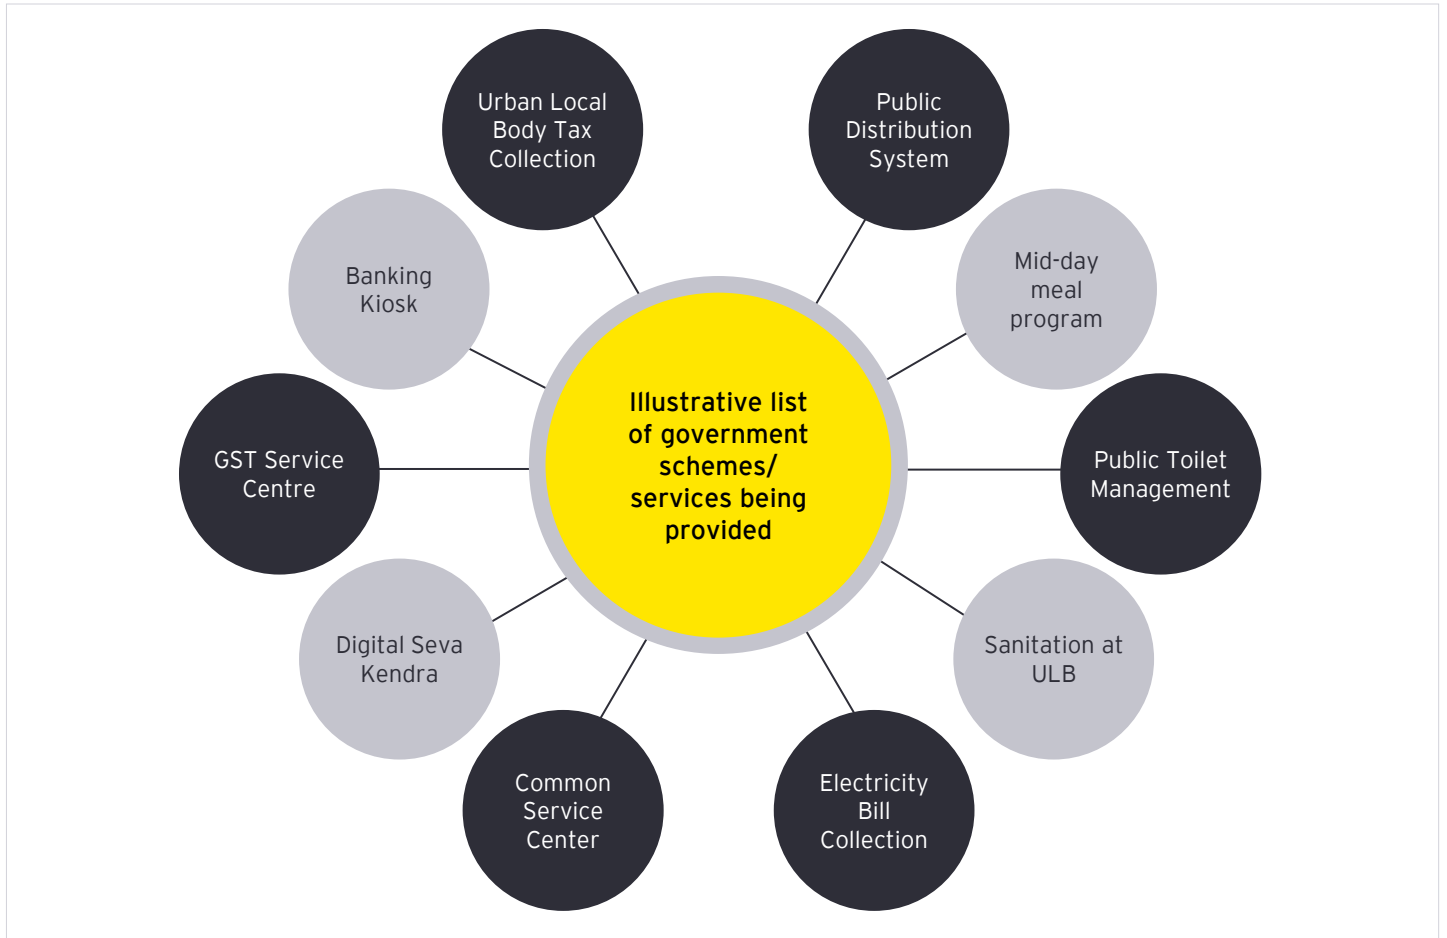 Urban Local
Body Tax
Collection
Public
Distribution
System
Banking
Kiosk
Mid-day
meal
program
GST Service
Centre
Illustrative list
of government
schemes/
services being
provided
Public Toilet
Management
Digital Seva
Kendra
Sanitation at
ULB
Common
Service
Center
Electricity
Bill
Collection